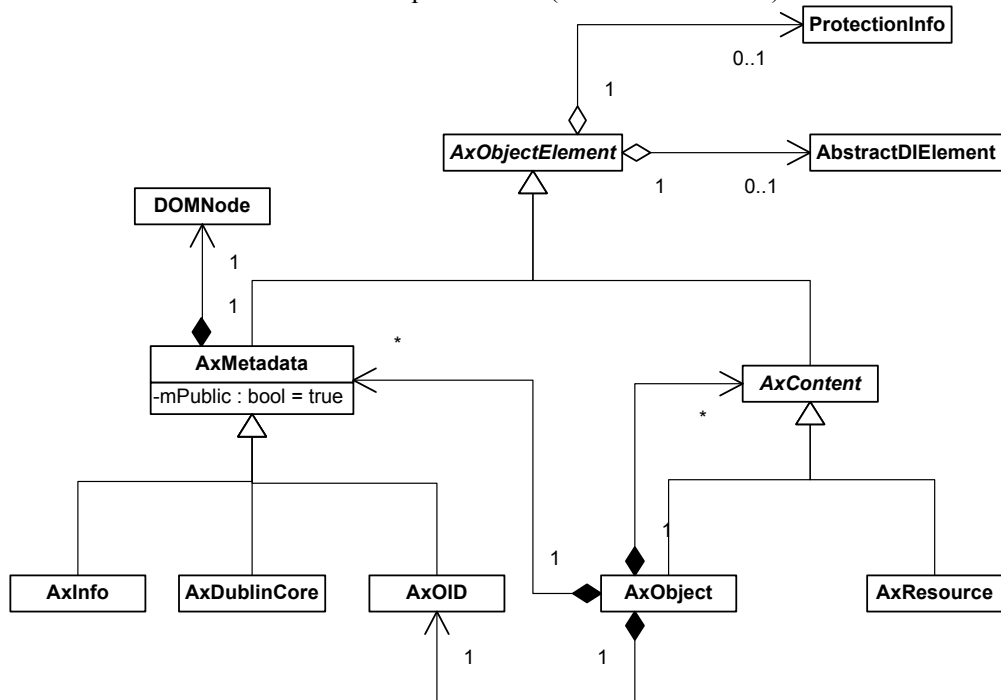 ProtectionInfo
0..1
1
AxObjectElement
AbstractDIElement
1
0..1
DOMNode
1
1
*
AxMetadata
-mPublic : bool = true
AxContent
*
1
1
AxInfo
AxDublinCore
AxOID
AxObject
AxResource
1
1